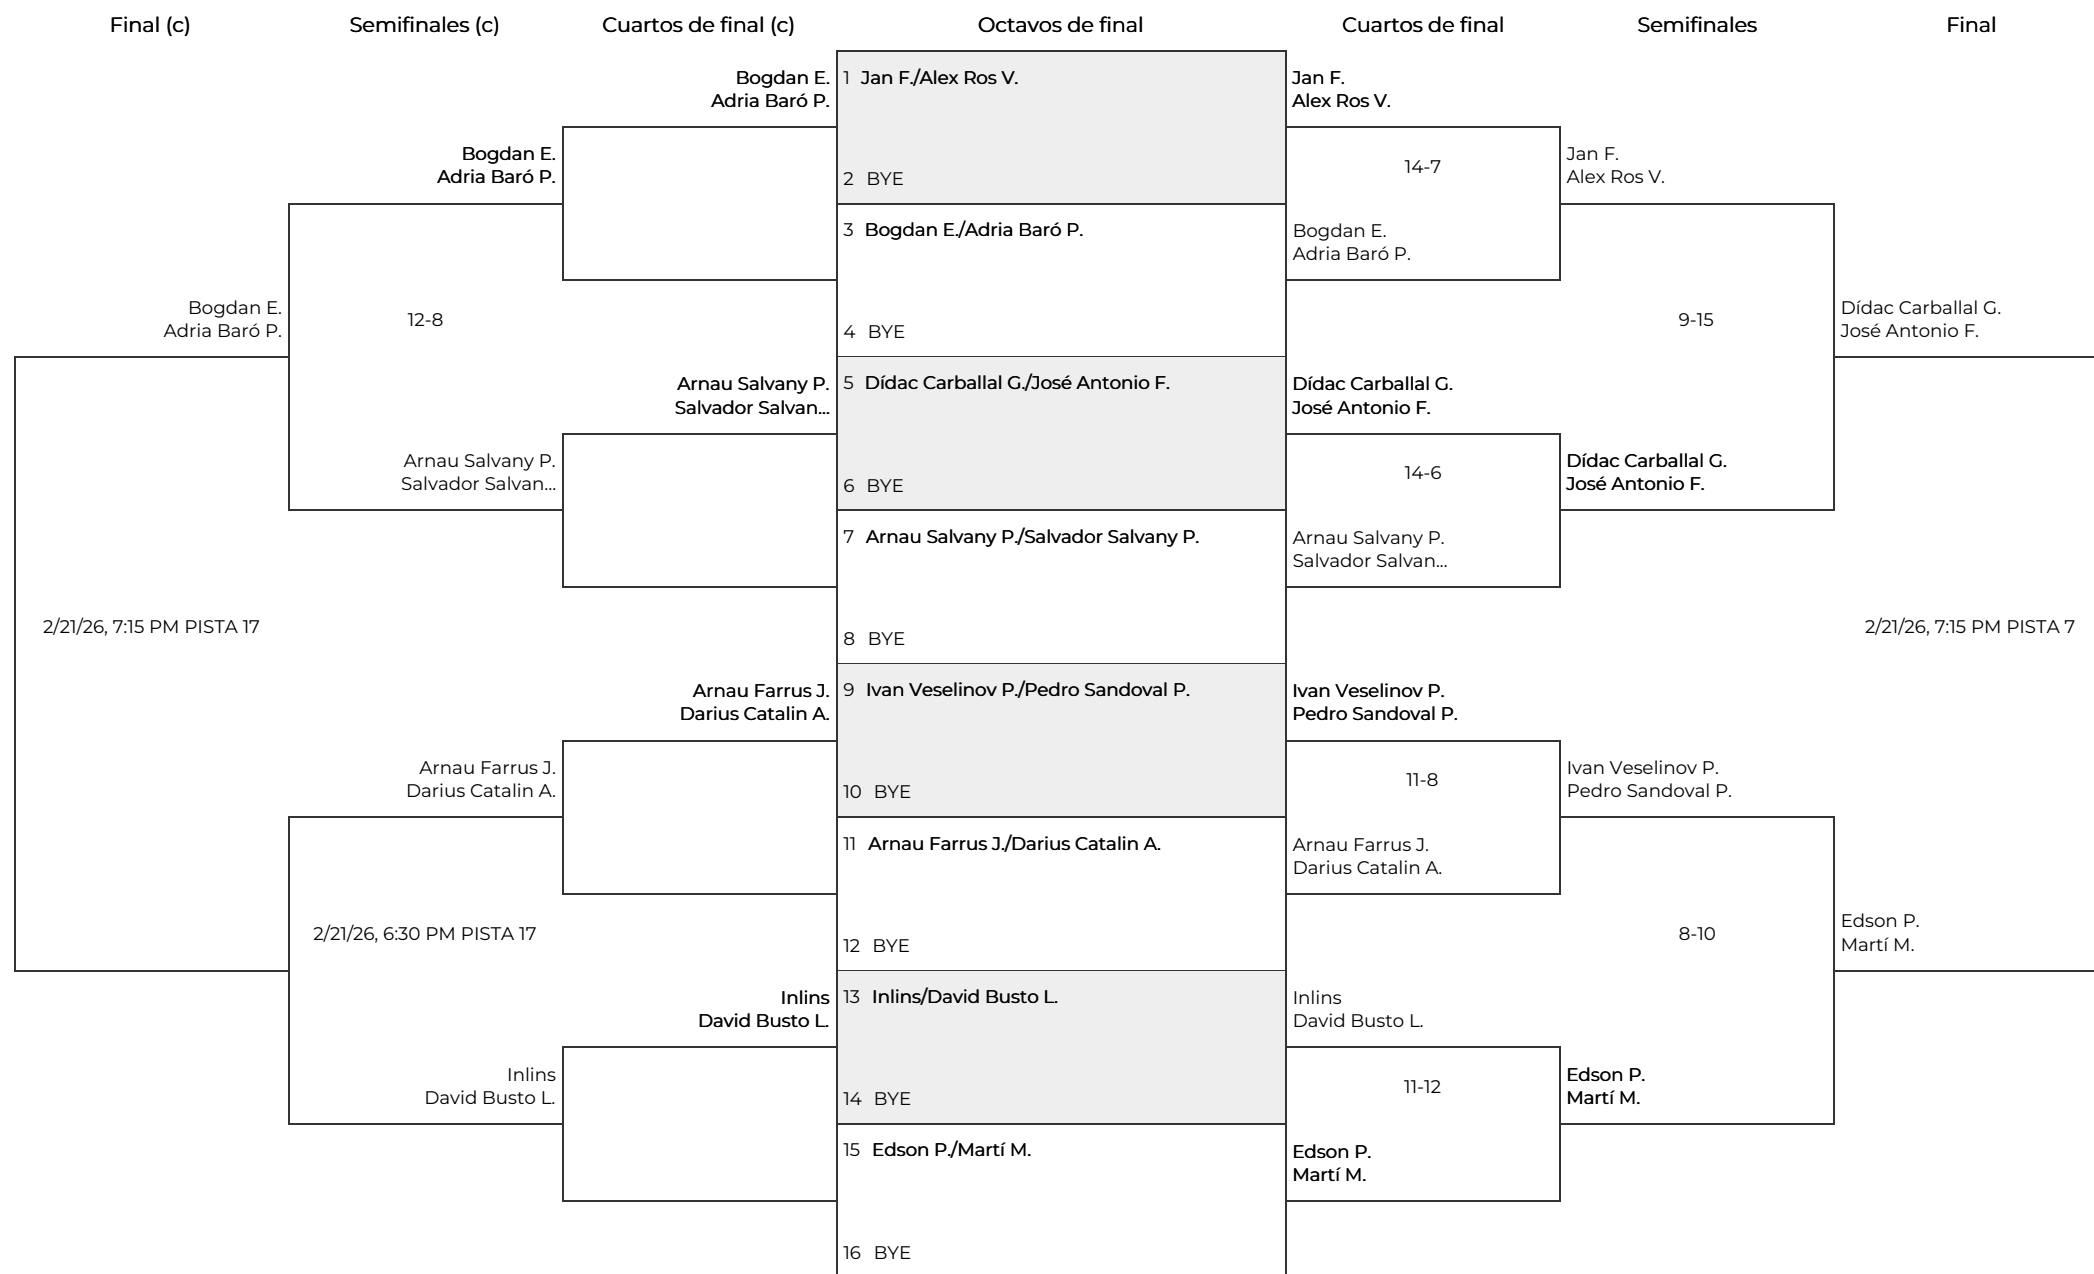 Final (c)
Semifinales (c)
Cuartos de final (c)
Octavos de final
Cuartos de final
Semifinales
Final
Bogdan E.
Adria Baró P.
12-8
2/21/26, 7:15 PM PISTA 17
Bogdan E.
Adria Baró P.
Arnau Salvany P.
Salvador Salvan...
Arnau Farrus J.
Darius Catalin A.
2/21/26, 6:30 PM PISTA 17
Inlins
David Busto L.
Bogdan E.
Adria Baró P.
Arnau Salvany P.
Salvador Salvan...
Arnau Farrus J.
Darius Catalin A.
Inlins
David Busto L.
1 Jan F./Alex Ros V.
2 BYE
3 Bogdan E./Adria Baró P.
4 BYE
5 Dídac Carballal G./José Antonio F.
6 BYE
7 Arnau Salvany P./Salvador Salvany P.
8 BYE
9 Ivan Veselinov P./Pedro Sandoval P.
10 BYE
11 Arnau Farrus J./Darius Catalin A.
12 BYE
13 Inlins/David Busto L.
14 BYE
15 Edson P./Martí M.
16 BYE
Jan F.
Alex Ros V.
14-7
Bogdan E.
Adria Baró P.
Dídac Carballal G.
José Antonio F.
14-6
Arnau Salvany P.
Salvador Salvan...
Ivan Veselinov P.
Pedro Sandoval P.
11-8
Arnau Farrus J.
Darius Catalin A.
Inlins
David Busto L.
11-12
Edson P.
Martí M.
Jan F.
Alex Ros V.
9-15
Dídac Carballal G.
José Antonio F.
Ivan Veselinov P.
Pedro Sandoval P.
8-10
Edson P.
Martí M.
Dídac Carballal G.
José Antonio F.
2/21/26, 7:15 PM PISTA 7
Edson P.
Martí M.